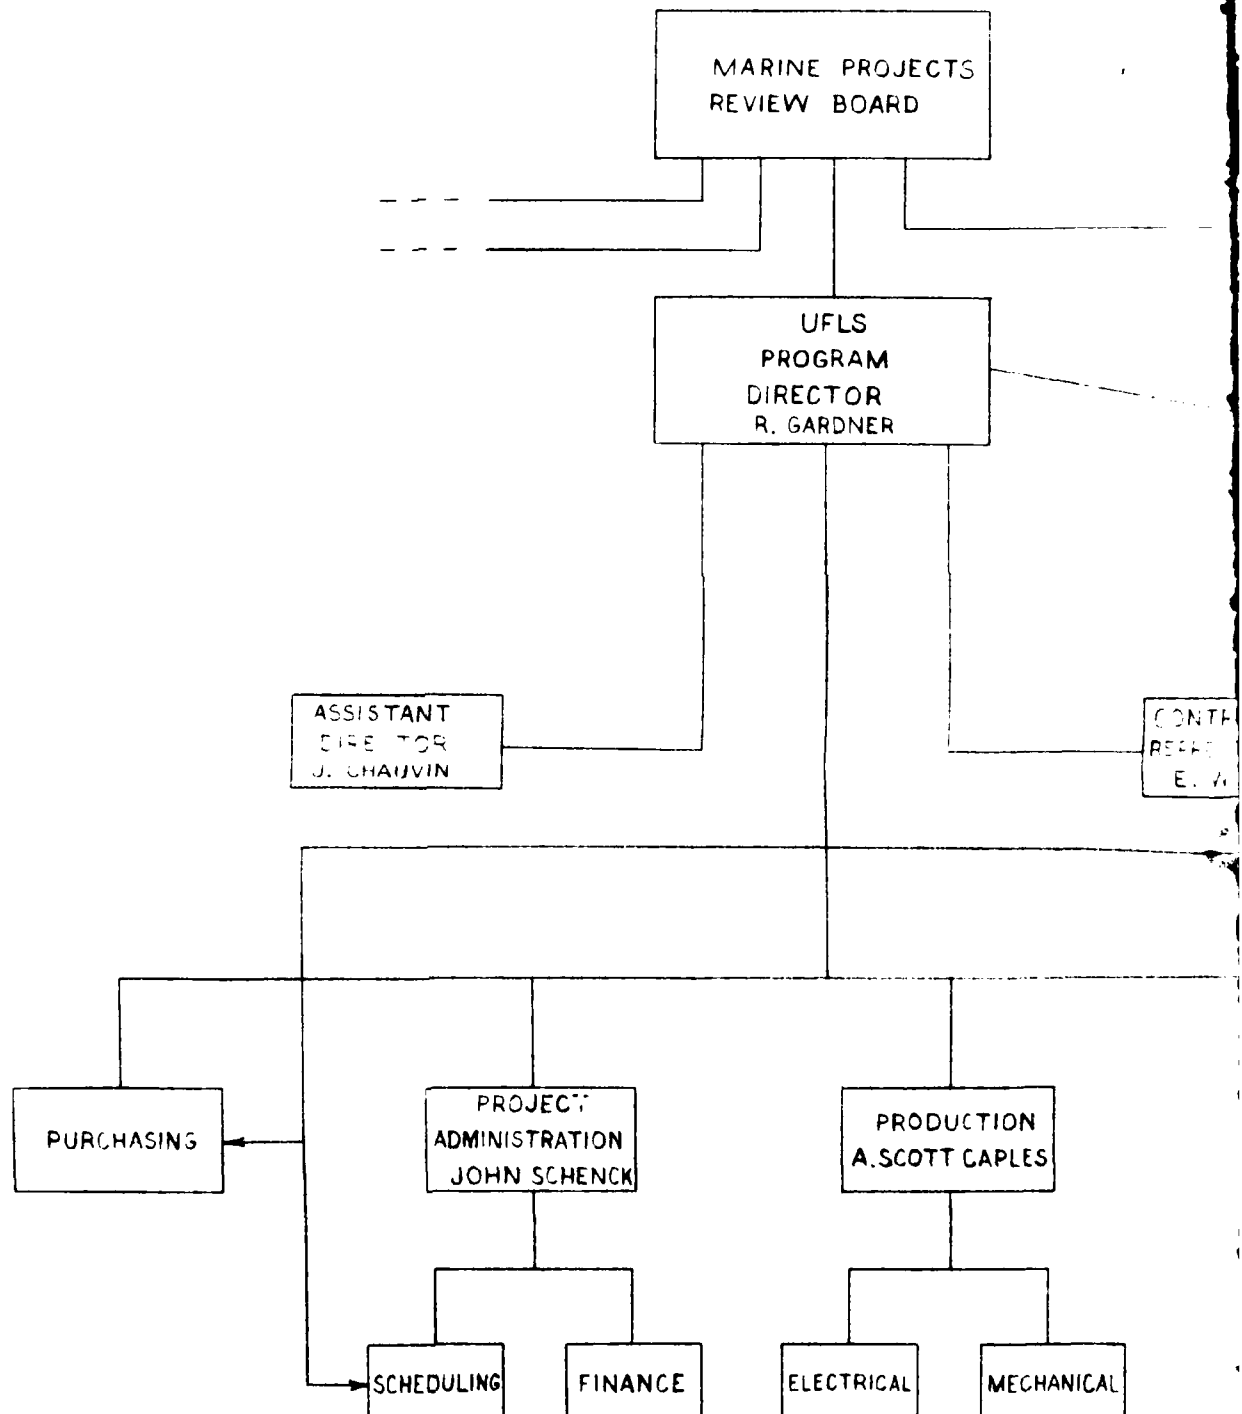 MARINE PROJECTS
REVIEW BOARD
UFLS
PROGRAM
DIRECTOR
R. GARDNER
ASSISTANT
DIRECTOR
J. CHAUVIN
E. W
PURCHASING
PROJECT
ADMINISTRATION
JOHN SCHENCK
PRODUCTION
A. SCOTT CAPLES
SCHEDULING
FINANCE
ELECTRICAL
MECHANICAL